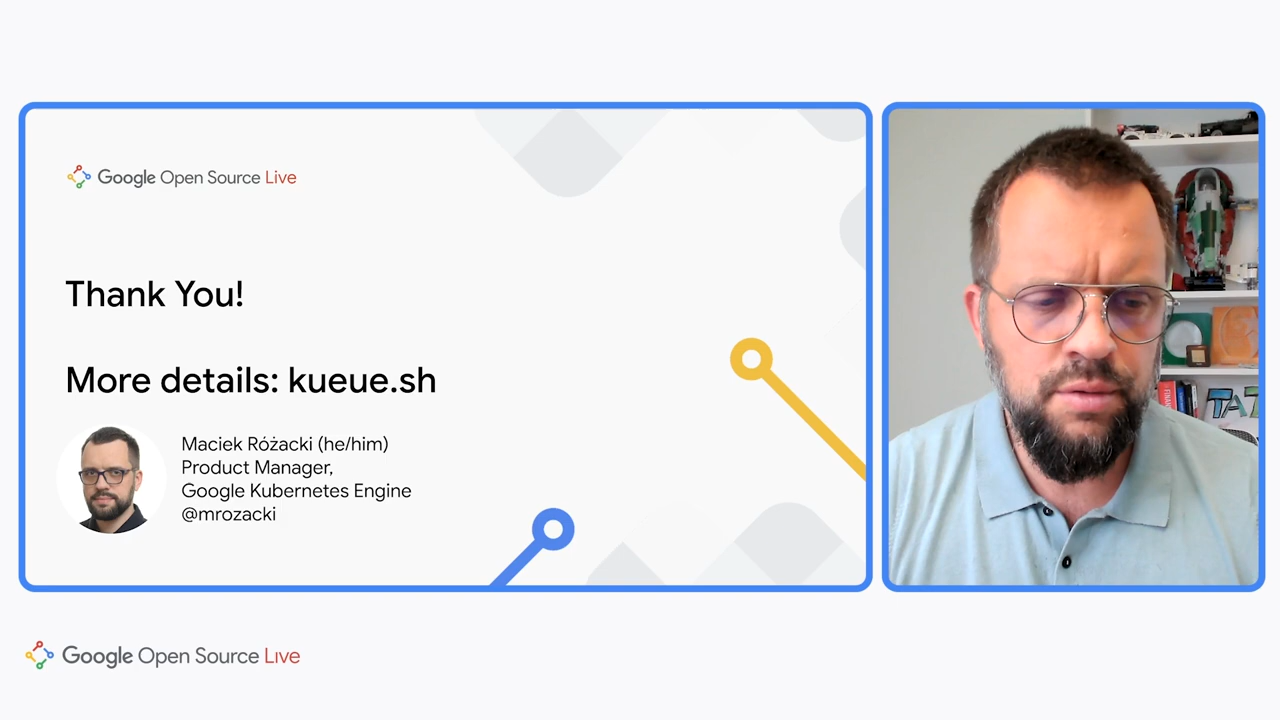 Google Open Source Live
Thank You!
More details: kueue.sh
Maciek Różacki (he/him)
Product Manager,
Google Kubernetes Engine
@mrozacki
TAT
Google Open Source Live